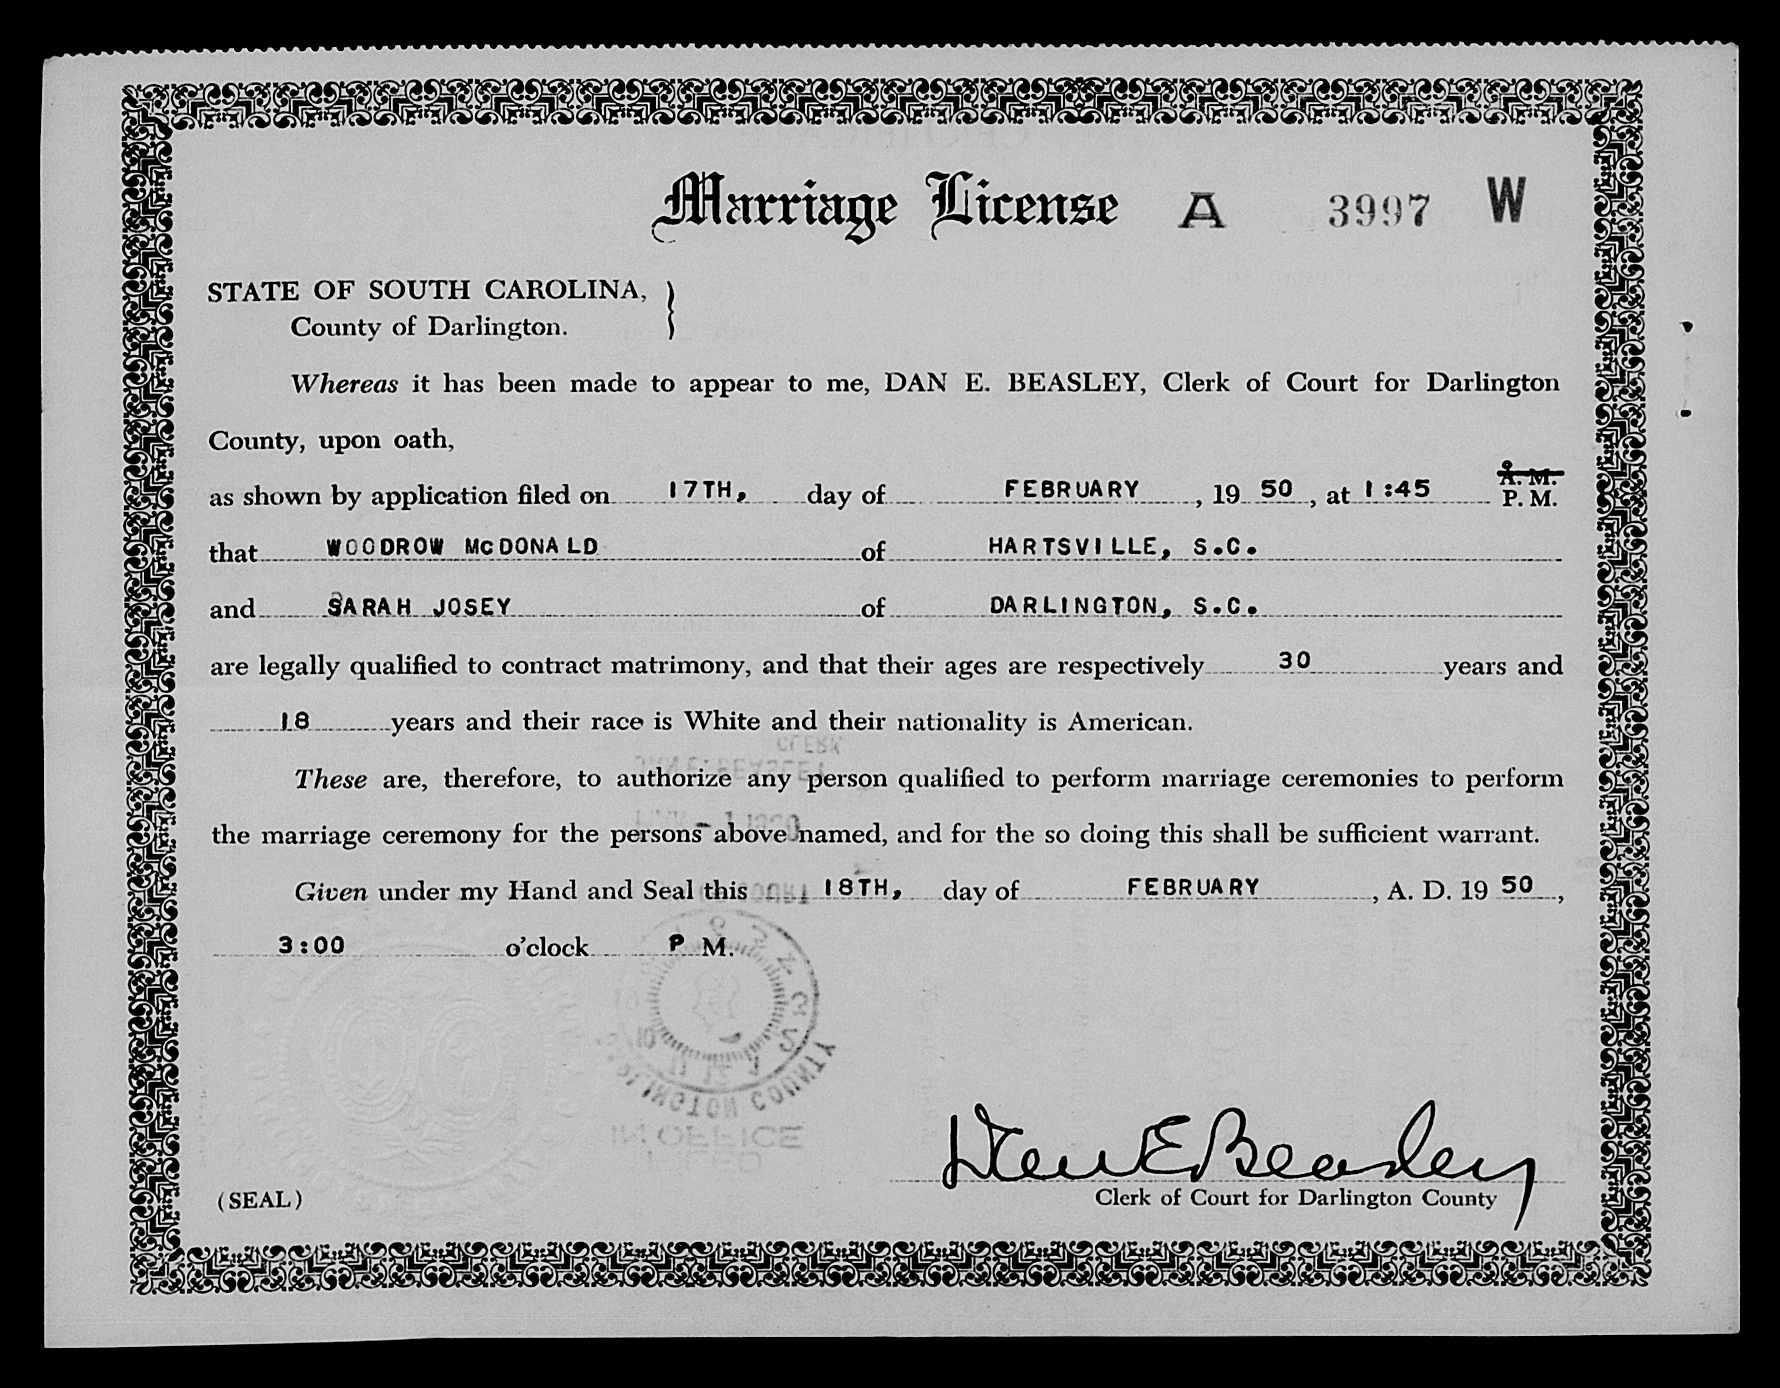 Marriage License A 3997 W
STATE OF SOUTH CAROLINA,
County of Darlington.
Whereas it has been made to appear to me, DAN E. BEASLEY, Clerk of Court for Darlington
County, upon oath,
as shown by application filed on 17TH, day of FEBRUARY, 19 50, at 1:45 A. M.
P. M.
that WOODROW McDONALD of HARTSVILLE, S.C.
and SARAH JOSEY of DARLINGTON, S.C.
are legally qualified to contract matrimony, and that their ages are respectively 30 years and
18 years and their race is White and their nationality is American.
These are, therefore, to authorize any person qualified to perform marriage ceremonies to perform
the marriage ceremony for the persons above named, and for the so doing this shall be sufficient warrant.
Given under my Hand and Seal this 18TH, day of FEBRUARY, A. D. 19 50,
3:00 o'clock P M.
Dan E Beasley
(SEAL) Clerk of Court for Darlington County
CLERK
DAN E. BEASLEY
DARLINGTON COUNTY
IN OFFICE